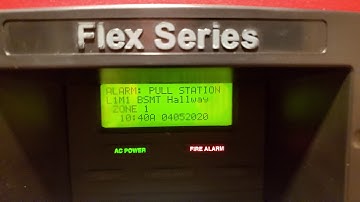 Flex Series
ALARM: PULL STATION
L1M1 BSMT Hallway
ZONE 1
10:40A 04052020
AC POWER FIRE ALARM